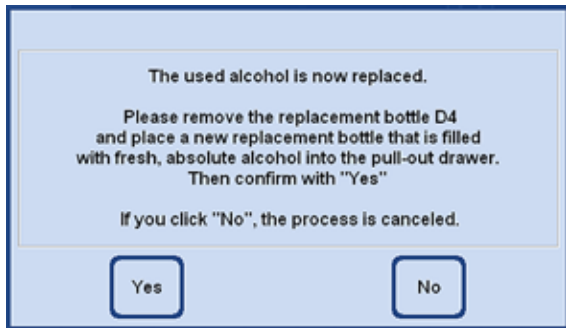 The used alcohol is now replaced.
Please remove the replacement bottle D4
and place a new replacement bottle that is filled
with fresh, absolute alcohol into the pull-out drawer.
Then confirm with "Yes"
If you click "No", the process is canceled.
Yes
No